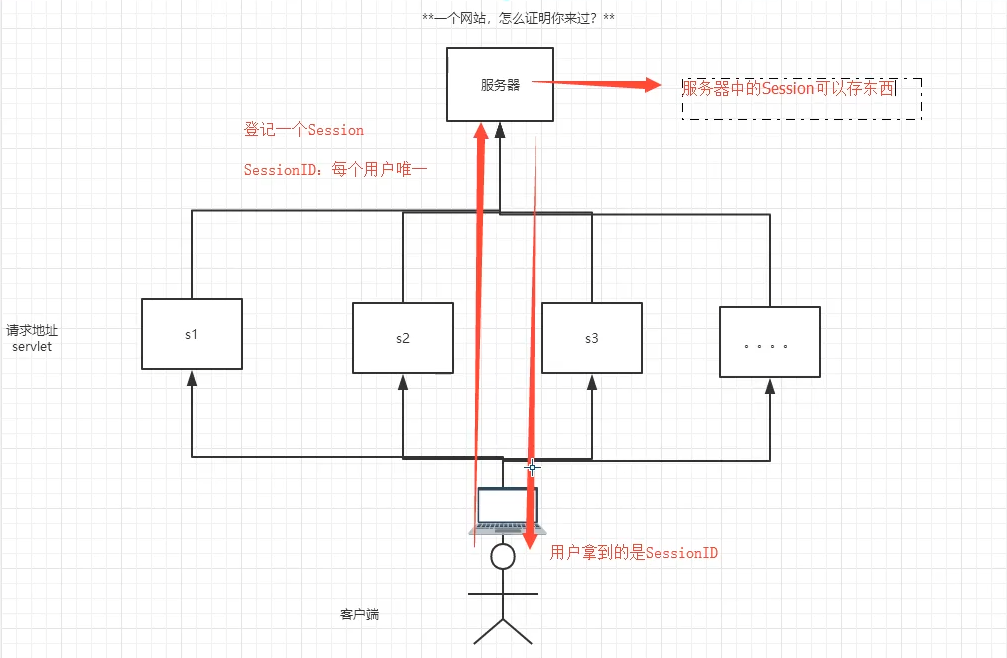 **一个网站，怎么证明你来过？**
服务器
服务器中的Session可以存东西
登记一个Session
SessionID：每个用户唯一
请求地址
servlet
s1
s2
s3
。。。。
用户拿到的是SessionID
客户端